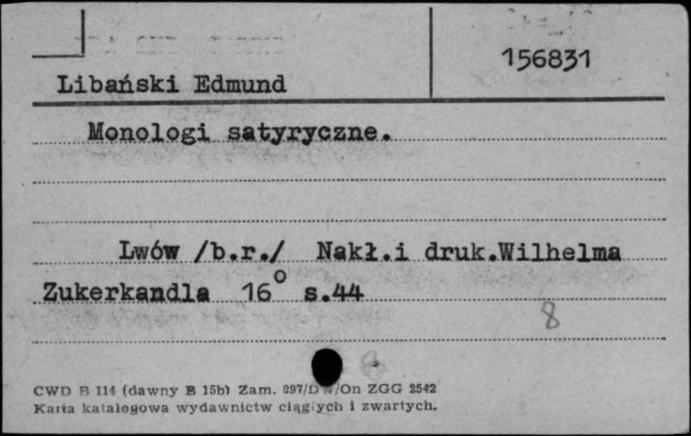 156831
Libański Edmund
Monologi satyryczne.
Lwów /b.r./ Nakł.i druk.Wilhelma
Zukerkandla 16° s.44
8
CWD B 114 (dawny B 15b) Zam. /On ZGG 2542
Karta katalogowa wydawnictw ciągłych i zwartych.